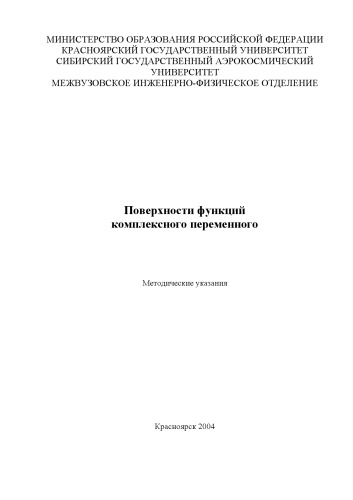 МИНИСТЕРСТВО ОБРАЗОВАНИЯ РОССИЙСКОЙ ФЕДЕРАЦИИ
КРАСНОЯРСКИЙ ГОСУДАРСТВЕННЫЙ УНИВЕРСИТЕТ
СИБИРСКИЙ ГОСУДАРСТВЕННЫЙ АЭРОКОСМИЧЕСКИЙ
УНИВЕРСИТЕТ
МЕЖВУЗОВСКОЕ ИНЖЕНЕРНО-ФИЗИЧЕСКОЕ ОТДЕЛЕНИЕ
Поверхности функций
комплексного переменного
Методические указания
Красноярск 2004